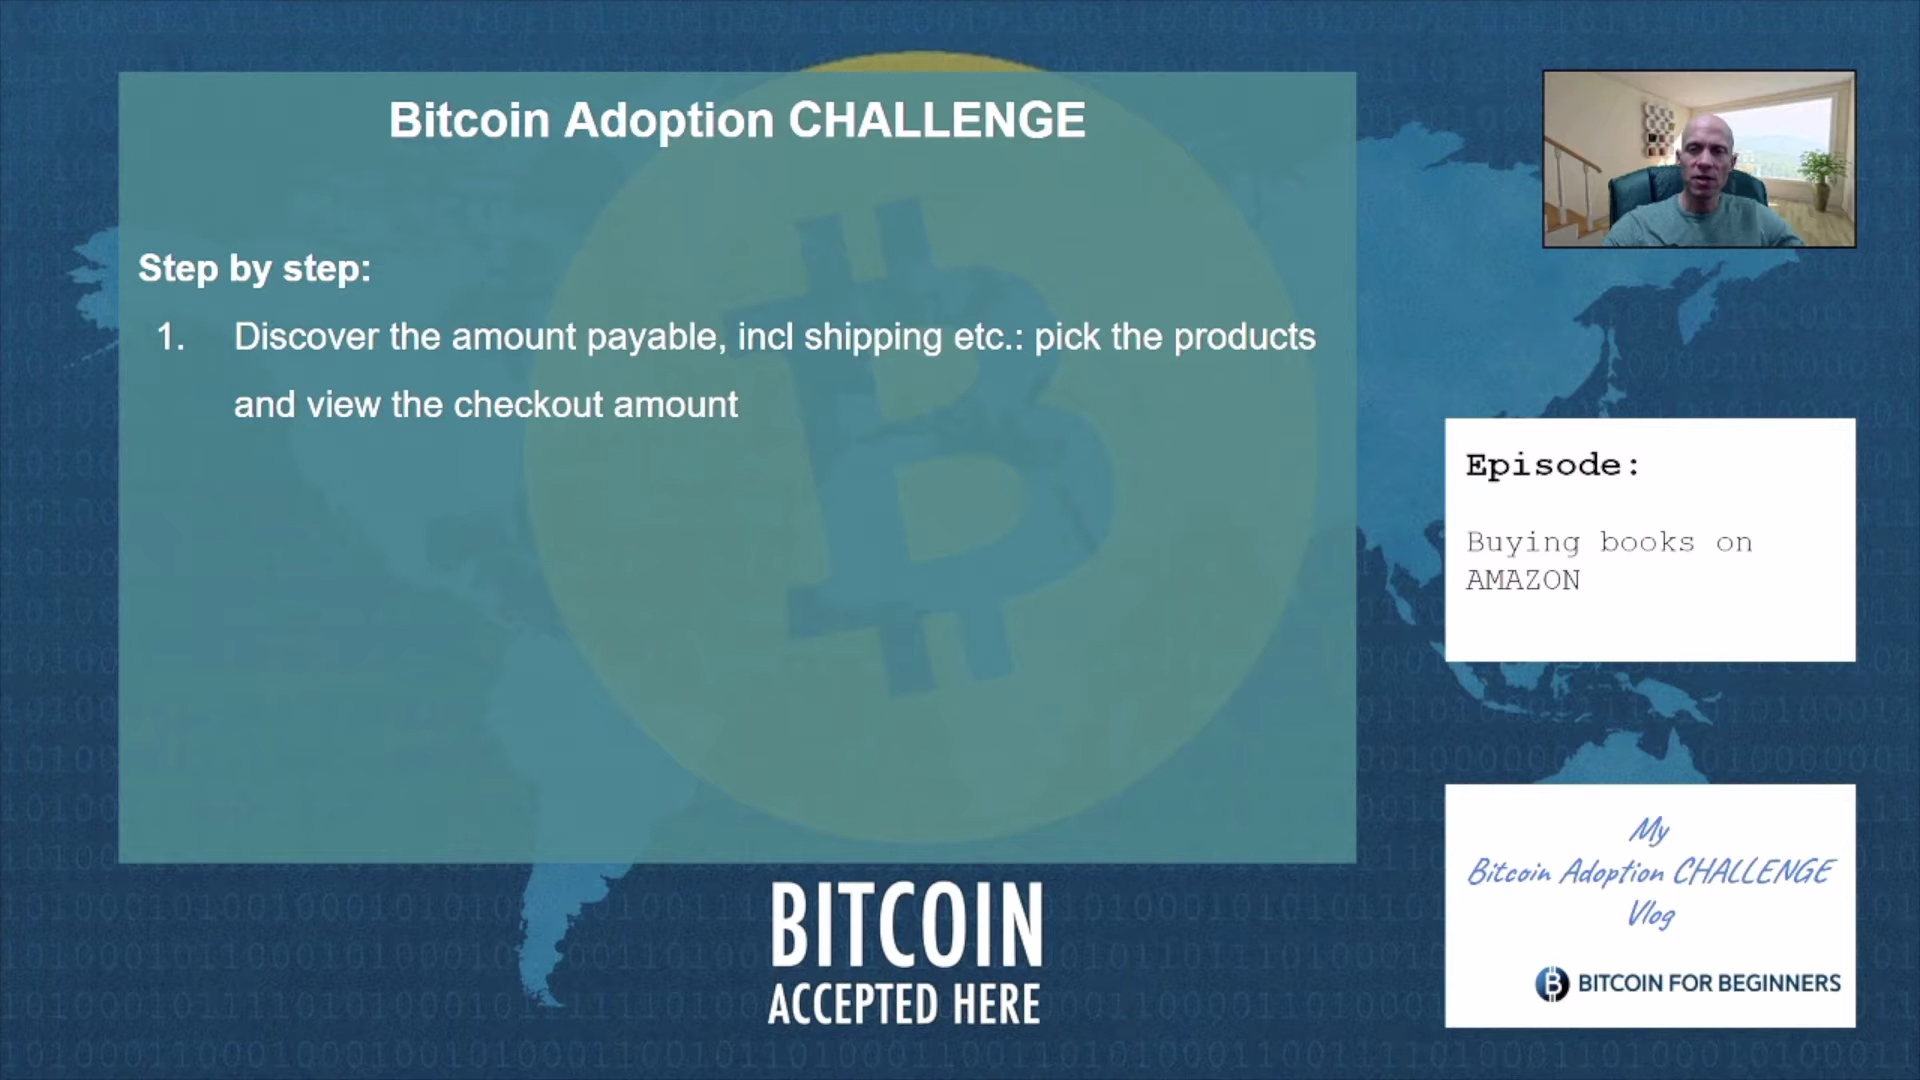 Bitcoin Adoption CHALLENGE
Step by step:
1. Discover the amount payable, incl shipping etc.: pick the products
and view the checkout amount
Episode:
Buying books on
AMAZON
BITCOIN
ACCEPTED HERE
My
Bitcoin Adoption CHALLENGE
Vlog
BITCOIN FOR BEGINNERS